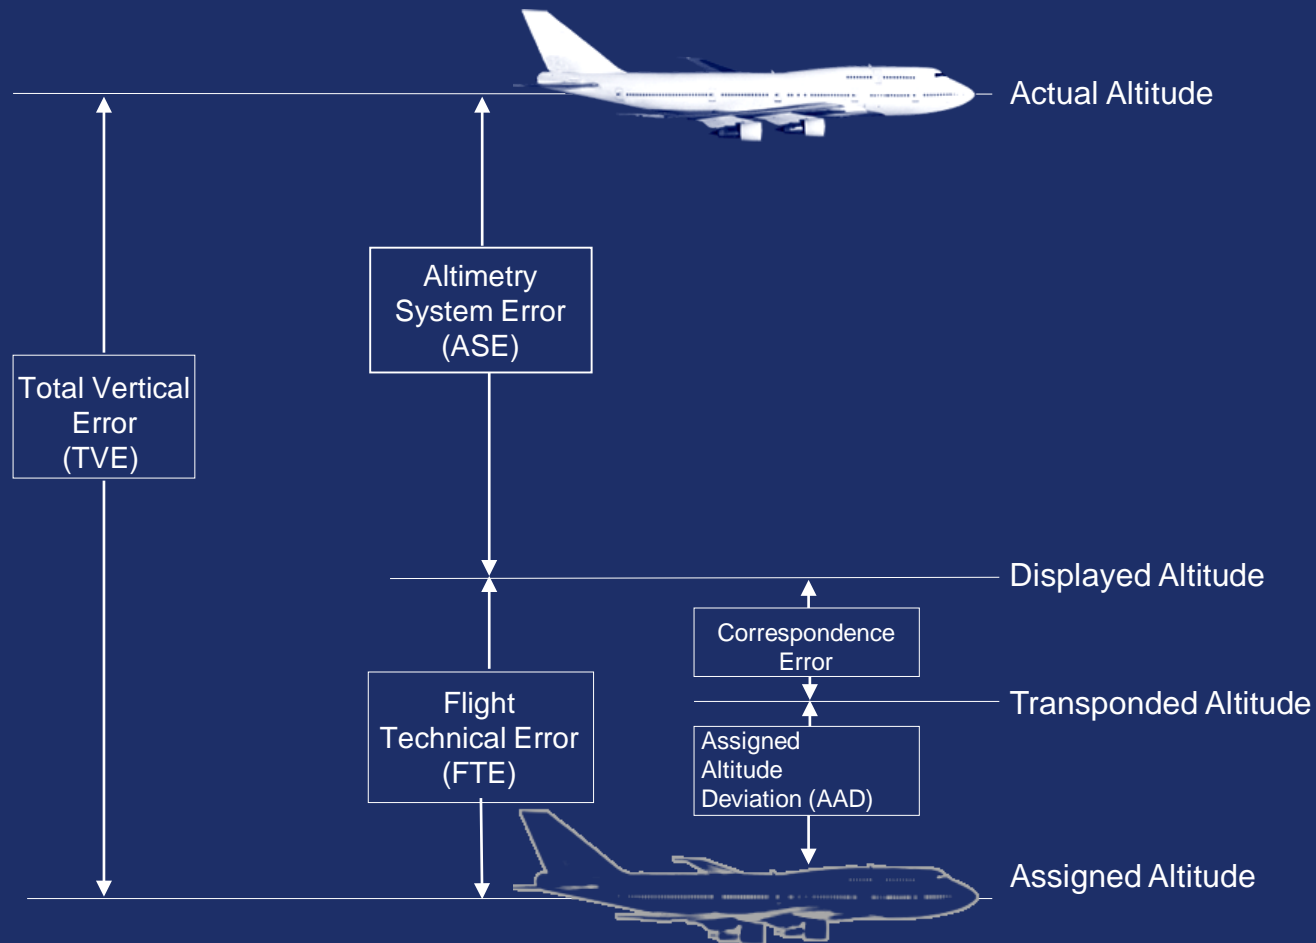 Actual Altitude
Altimetry
System Error
(ASE)
Total Vertical
Error
(TVE)
Displayed Altitude
Correspondence
Error
Transponded Altitude
Flight
Technical Error
(FTE)
Assigned
Altitude
Deviation (AAD)
Assigned Altitude